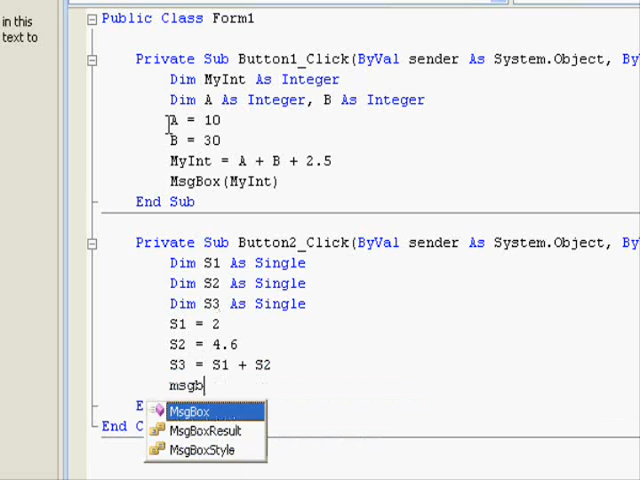 in this
text to
Public Class Form1
Private Sub Button1_Click(ByVal sender As System.Object, By
Dim MyInt As Integer
Dim A As Integer, B As Integer
A = 10
B = 30
MyInt = A + B + 2.5
MsgBox(MyInt)
End Sub
Private Sub Button2_Click(ByVal sender As System.Object, By
Dim S1 As Single
Dim S2 As Single
Dim S3 As Single
S1 = 2
S2 = 4.6
S3 = S1 + S2
msgb
E
MsgBox
End C
MsgBoxResult
MsgBoxStyle